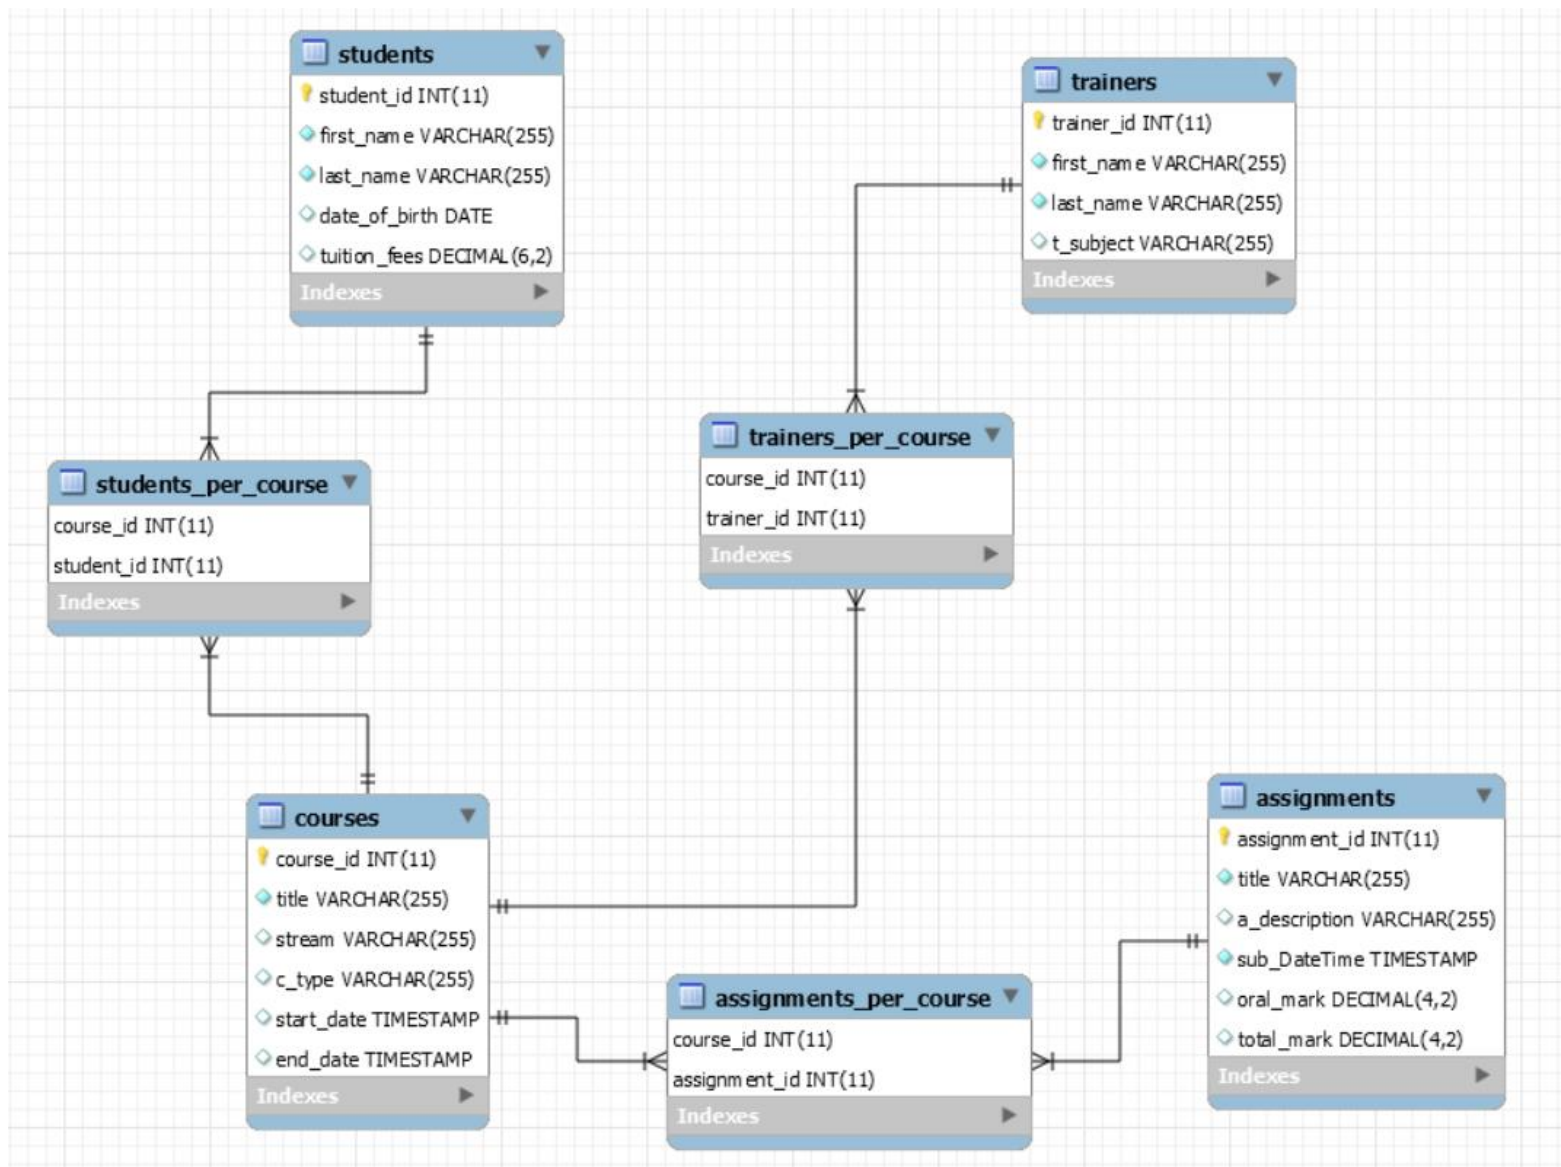 students
student_id INT(11)
first_name VARCHAR(255)
last_name VARCHAR(255)
date_of_birth DATE
tuition_fees DECIMAL(6,2)
Indexes
trainers
trainer_id INT(11)
first_name VARCHAR(255)
last_name VARCHAR(255)
t_subject VARCHAR(255)
Indexes
students_per_course
course_id INT(11)
student_id INT(11)
Indexes
trainers_per_course
course_id INT(11)
trainer_id INT(11)
Indexes
courses
course_id INT(11)
title VARCHAR(255)
stream VARCHAR(255)
c_type VARCHAR(255)
start_date TIMESTAMP
end_date TIMESTAMP
Indexes
assignments_per_course
course_id INT(11)
assignment_id INT(11)
Indexes
assignments
assignment_id INT(11)
title VARCHAR(255)
a_description VARCHAR(255)
sub_DateTime TIMESTAMP
oral_mark DECIMAL(4,2)
total_mark DECIMAL(4,2)
Indexes